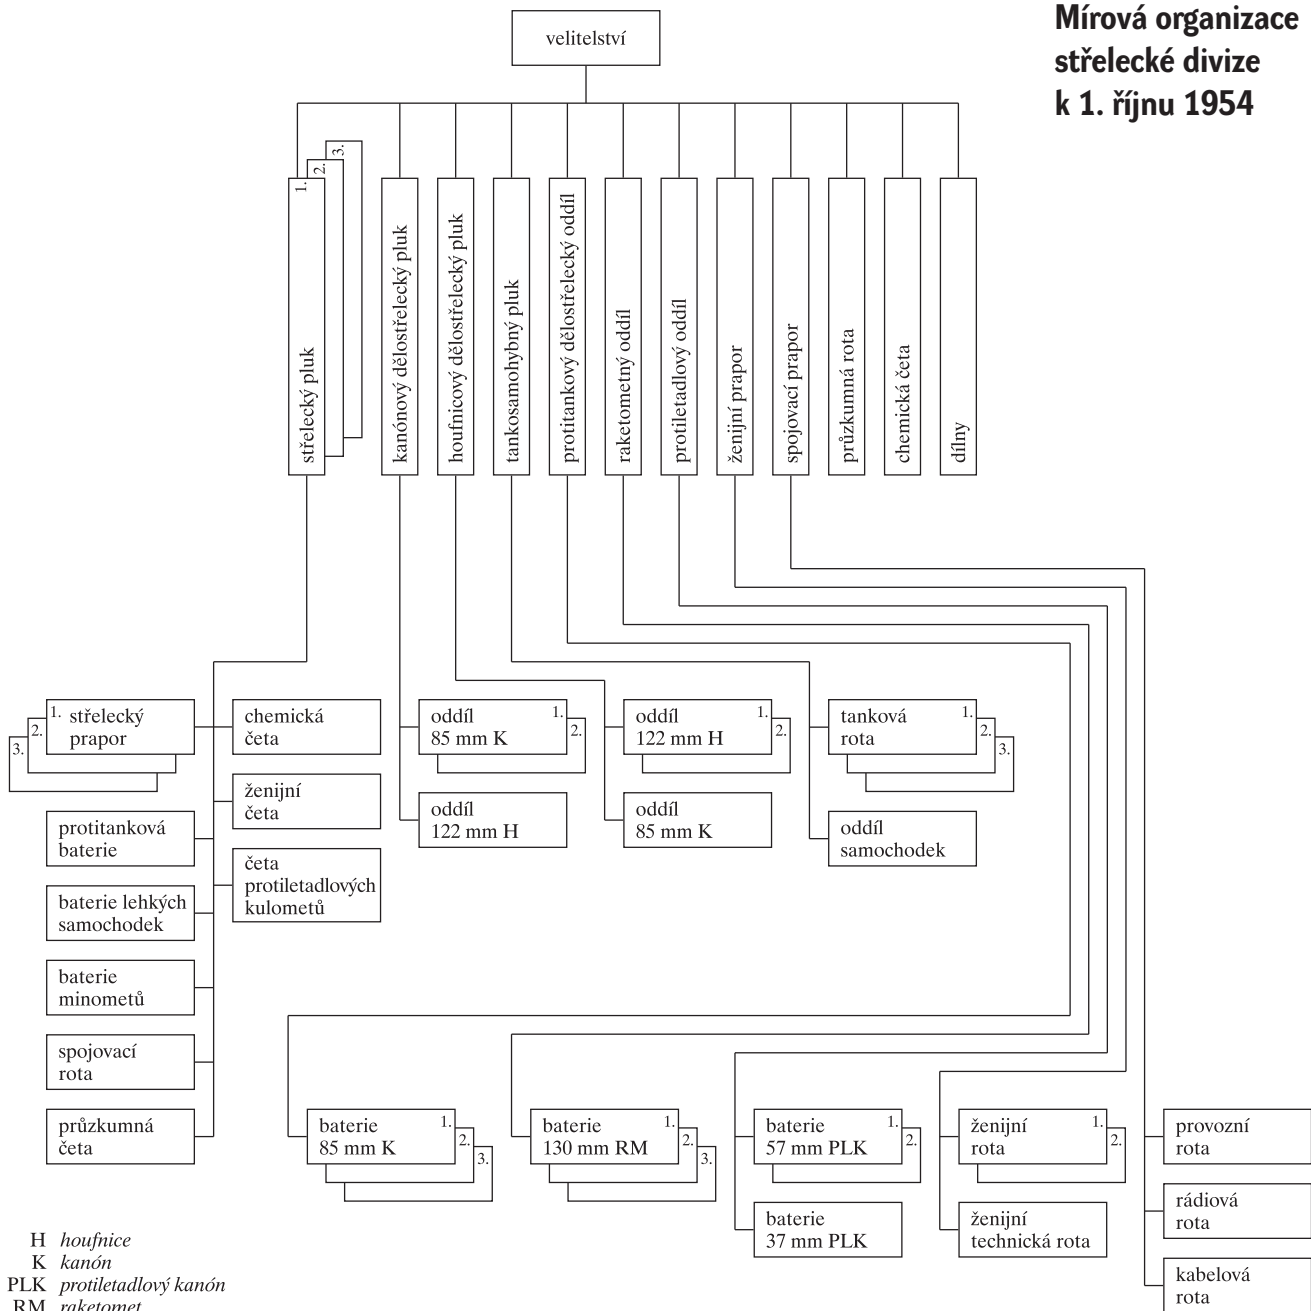 Mírová organizace
střelecké divize
k 1. říjnu 1954
velitelství
1.
2.
3.
střelecký pluk
kanónový dělostřelecký pluk
houfnicový dělostřelecký pluk
tankosamohybný pluk
protitankový dělostřelecký oddíl
raketometný oddíl
protiletadlový oddíl
ženijní prapor
spojovací prapor
průzkumná rota
chemická četa
dílny
1.
2.
3.
střelecký
prapor
protitanková
baterie
baterie lehkých
samochodek
baterie
minometů
spojovací
rota
průzkumná
četa
chemická
četa
ženijní
četa
četa
protiletadlových
kulometů
oddíl
85 mm K
1.
2.
oddíl
122 mm H
oddíl
122 mm H
1.
2.
oddíl
85 mm K
tanková
rota
1.
2.
3.
oddíl
samochodek
baterie
85 mm K
1.
2.
3.
baterie
130 mm RM
1.
2.
3.
baterie
57 mm PLK
1.
2.
baterie
37 mm PLK
ženijní
rota
1.
2.
ženijní
technická rota
provozní
rota
rádiová
rota
kabelová
rota
H houfnice
K kanón
PLK protiletadlový kanón
RM raketomet